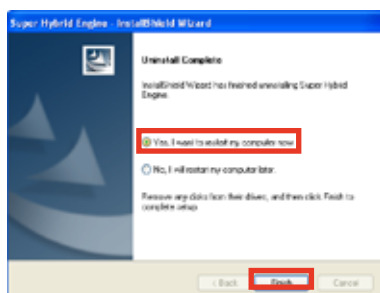 Super Hybrid Engine - InstallShield Wizard
Uninstall Complete
InstallShield Wizard has finished uninstalling Super Hybrid
Engine.
Yes, I want to restart my computer now.
No, I will restart my computer later.
Remove any disks from their drives, and then click Finish to
complete setup.
< Back
Finish
Cancel